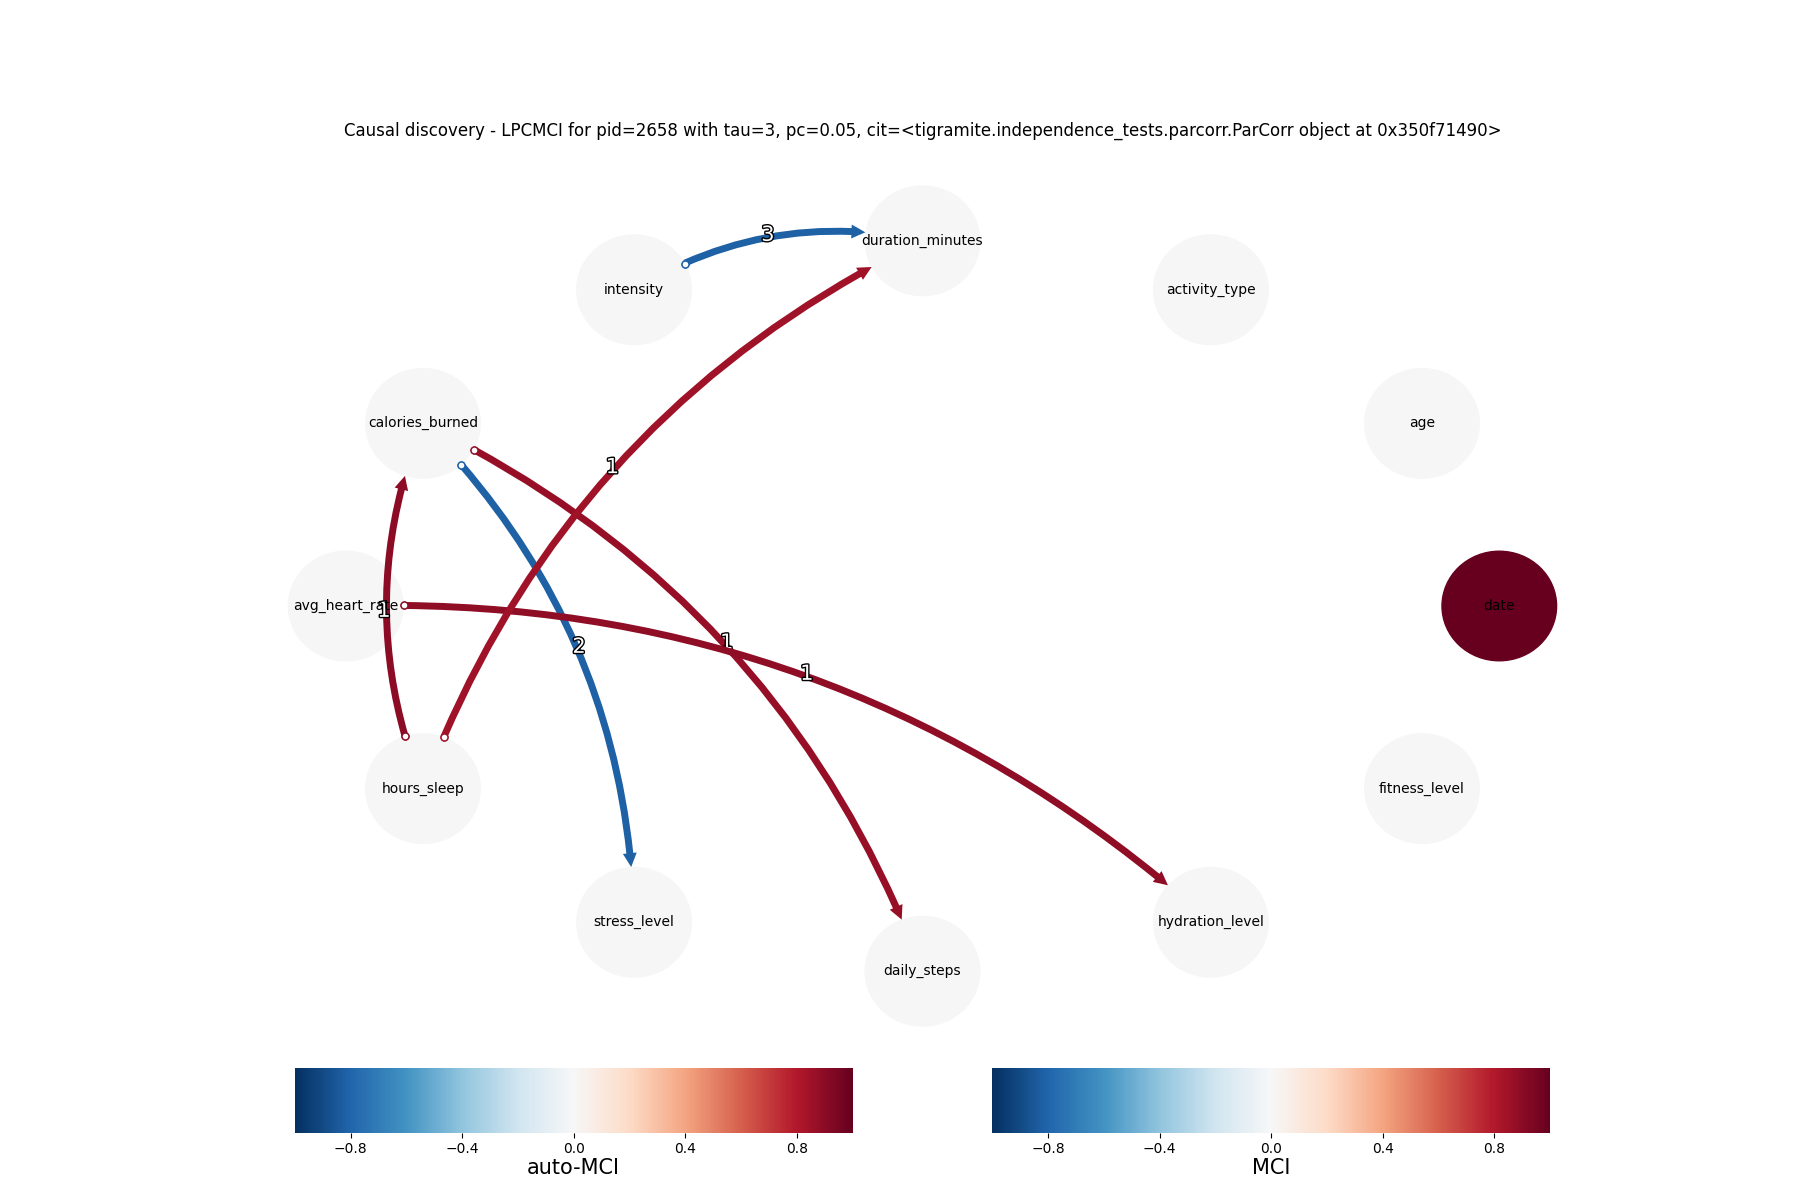 Causal discovery - LPCMCI for pid=2658 with tau=3, pc=0.05, cit=<tigramite.independence_tests.parcorr.ParCorr object at 0x350f71490>
3
duration_minutes
intensity
activity_type
calories_burned
age
1
avg_heart_rate
1
date
2
1
1
hours_sleep
fitness_level
stress_level
hydration_level
daily_steps
−0.8 −0.4 0.0 0.4 0.8
auto-MCI
−0.8 −0.4 0.0 0.4 0.8
MCI